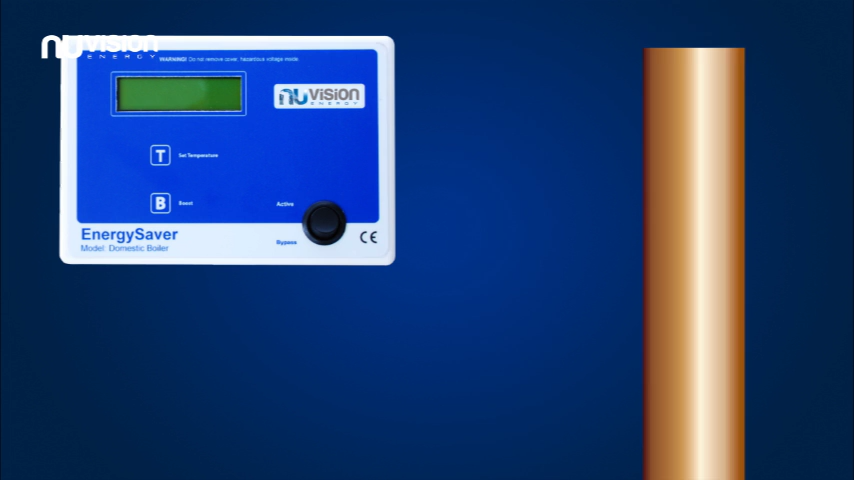 nuvision
ENERGY
WARNING! Do not remove cover, hazardous voltage inside.
nuvision
ENERGY
T Set Temperature
B Boost
Active
Bypass
CE
EnergySaver
Model: Domestic Boiler